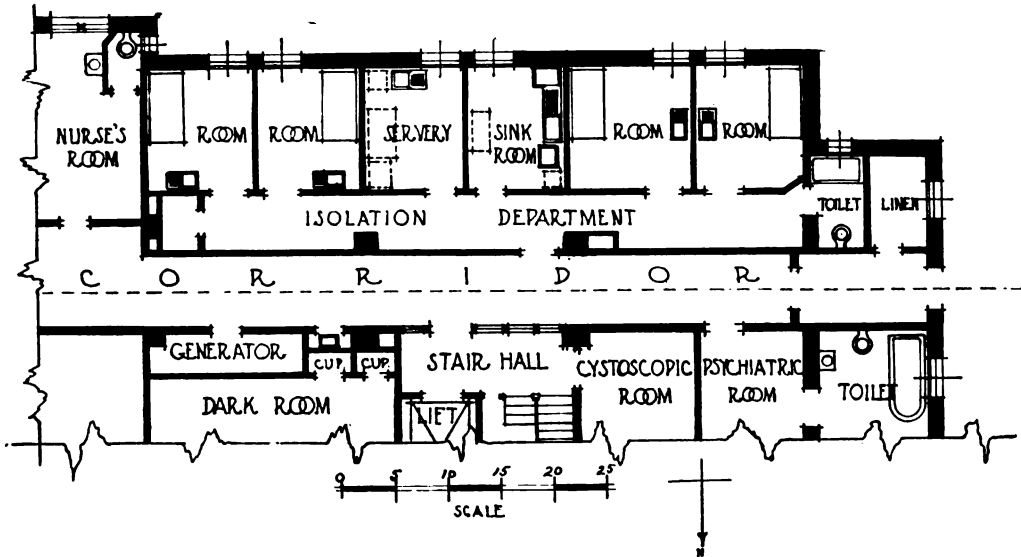 NURSE'S
ROOM
ROOM
ROOM
SERVERY
SINK
ROOM
ROOM
ROOM
ISOLATION DEPARTMENT
TOILET
LINEN
CORRIDOR
GENERATOR
CUP.
CUP.
STAIR HALL
CYSTOSCOPIC
ROOM
PSYCHIATRIC
ROOM
DARK ROOM
LIFT
TOILET
0 5 10 15 20 25
SCALE
N